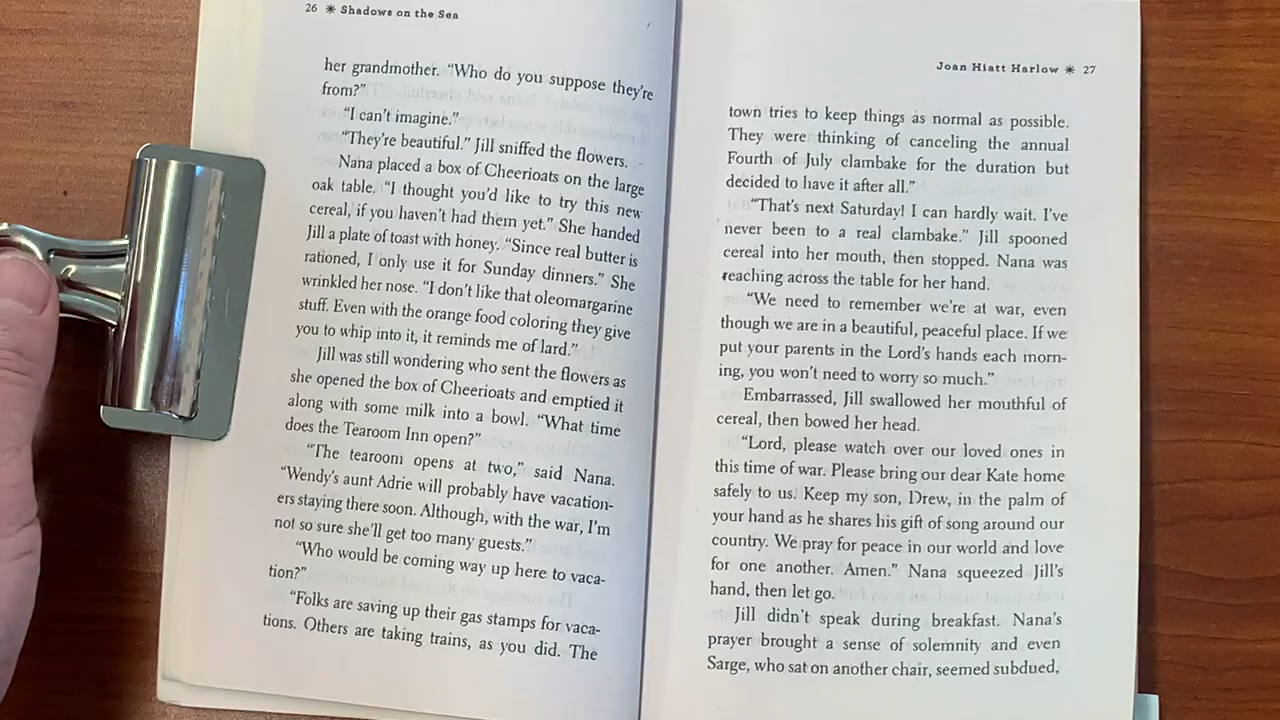 26 ✷ Shadows on the Sea
her grandmother. “Who do you suppose they’re
from?”
“I can’t imagine.”
“They’re beautiful.” Jill sniffed the flowers.
Nana placed a box of Cheerioats on the large
oak table. “I thought you’d like to try this new
cereal, if you haven’t had them yet.” She handed
Jill a plate of toast with honey. “Since real butter is
rationed, I only use it for Sunday dinners.” She
wrinkled her nose. “I don’t like that oleomargarine
stuff. Even with the orange food coloring they give
you to whip into it, it reminds me of lard.”
Jill was still wondering who sent the flowers as
she opened the box of Cheerioats and emptied it
along with some milk into a bowl. “What time
does the Tearoom Inn open?”
“The tearoom opens at two,” said Nana.
“Wendy’s aunt Adrie will probably have vacation-
ers staying there soon. Although, with the war, I’m
not so sure she’ll get too many guests.”
“Who would be coming way up here to vaca-
tion?”
“Folks are saving up their gas stamps for vaca-
tions. Others are taking trains, as you did. The
Joan Hiatt Harlow ✷ 27
town tries to keep things as normal as possible.
They were thinking of canceling the annual
Fourth of July clambake for the duration but
decided to have it after all.”
“That’s next Saturday! I can hardly wait. I’ve
never been to a real clambake.” Jill spooned
cereal into her mouth, then stopped. Nana was
reaching across the table for her hand.
“We need to remember we’re at war, even
though we are in a beautiful, peaceful place. If we
put your parents in the Lord’s hands each morn-
ing, you won’t need to worry so much.”
Embarrassed, Jill swallowed her mouthful of
cereal, then bowed her head.
“Lord, please watch over our loved ones in
this time of war. Please bring our dear Kate home
safely to us. Keep my son, Drew, in the palm of
your hand as he shares his gift of song around our
country. We pray for peace in our world and love
for one another. Amen.” Nana squeezed Jill’s
hand, then let go.
Jill didn’t speak during breakfast. Nana’s
prayer brought a sense of solemnity and even
Sarge, who sat on another chair, seemed subdued,